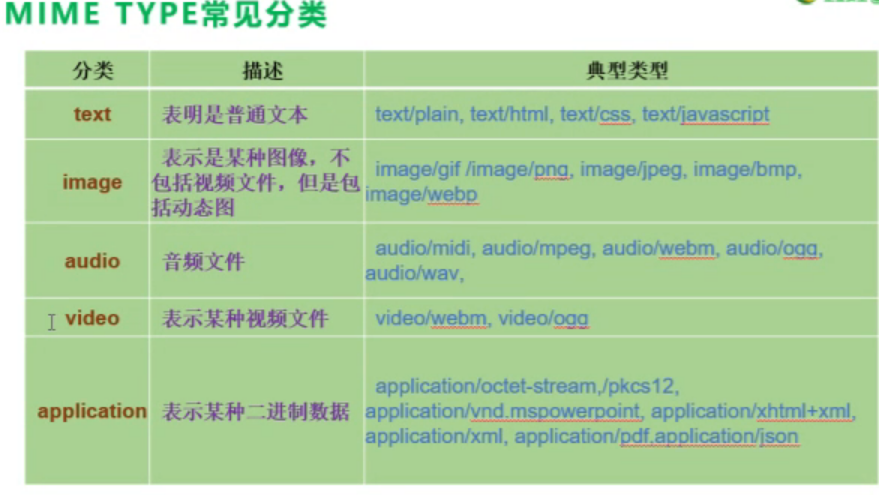 MIME TYPE常见分类
分类 描述 典型类型
text 表明是普通文本 text/plain, text/html, text/css, text/javascript
image 表示是某种图像，不
包括视频文件，但是包
括动态图
image/gif /image/png, image/jpeg, image/bmp,
image/webp
audio 音频文件
audio/midi, audio/mpeg, audio/webm, audio/ogg,
audio/wav,
video 表示某种视频文件 video/webm, video/ogg
application 表示某种二进制数据
application/octet-stream,/pkcs12,
application/vnd.mspowerpoint, application/xhtml+xml,
application/xml, application/pdf,application/json